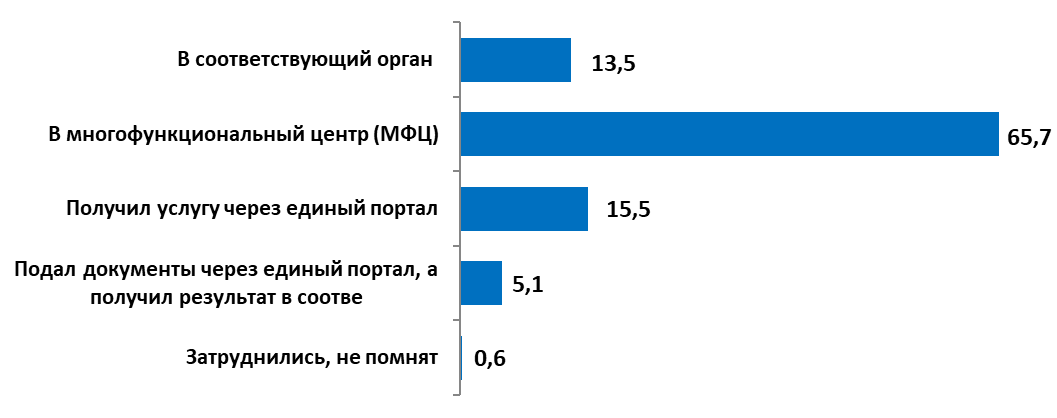 В соответствующий орган
13,5
В многофункциональный центр (МФЦ)
65,7
Получил услугу через единый портал
15,5
Подал документы через единый портал, а
получил результат в соотве
5,1
Затруднились, не помнят
0,6